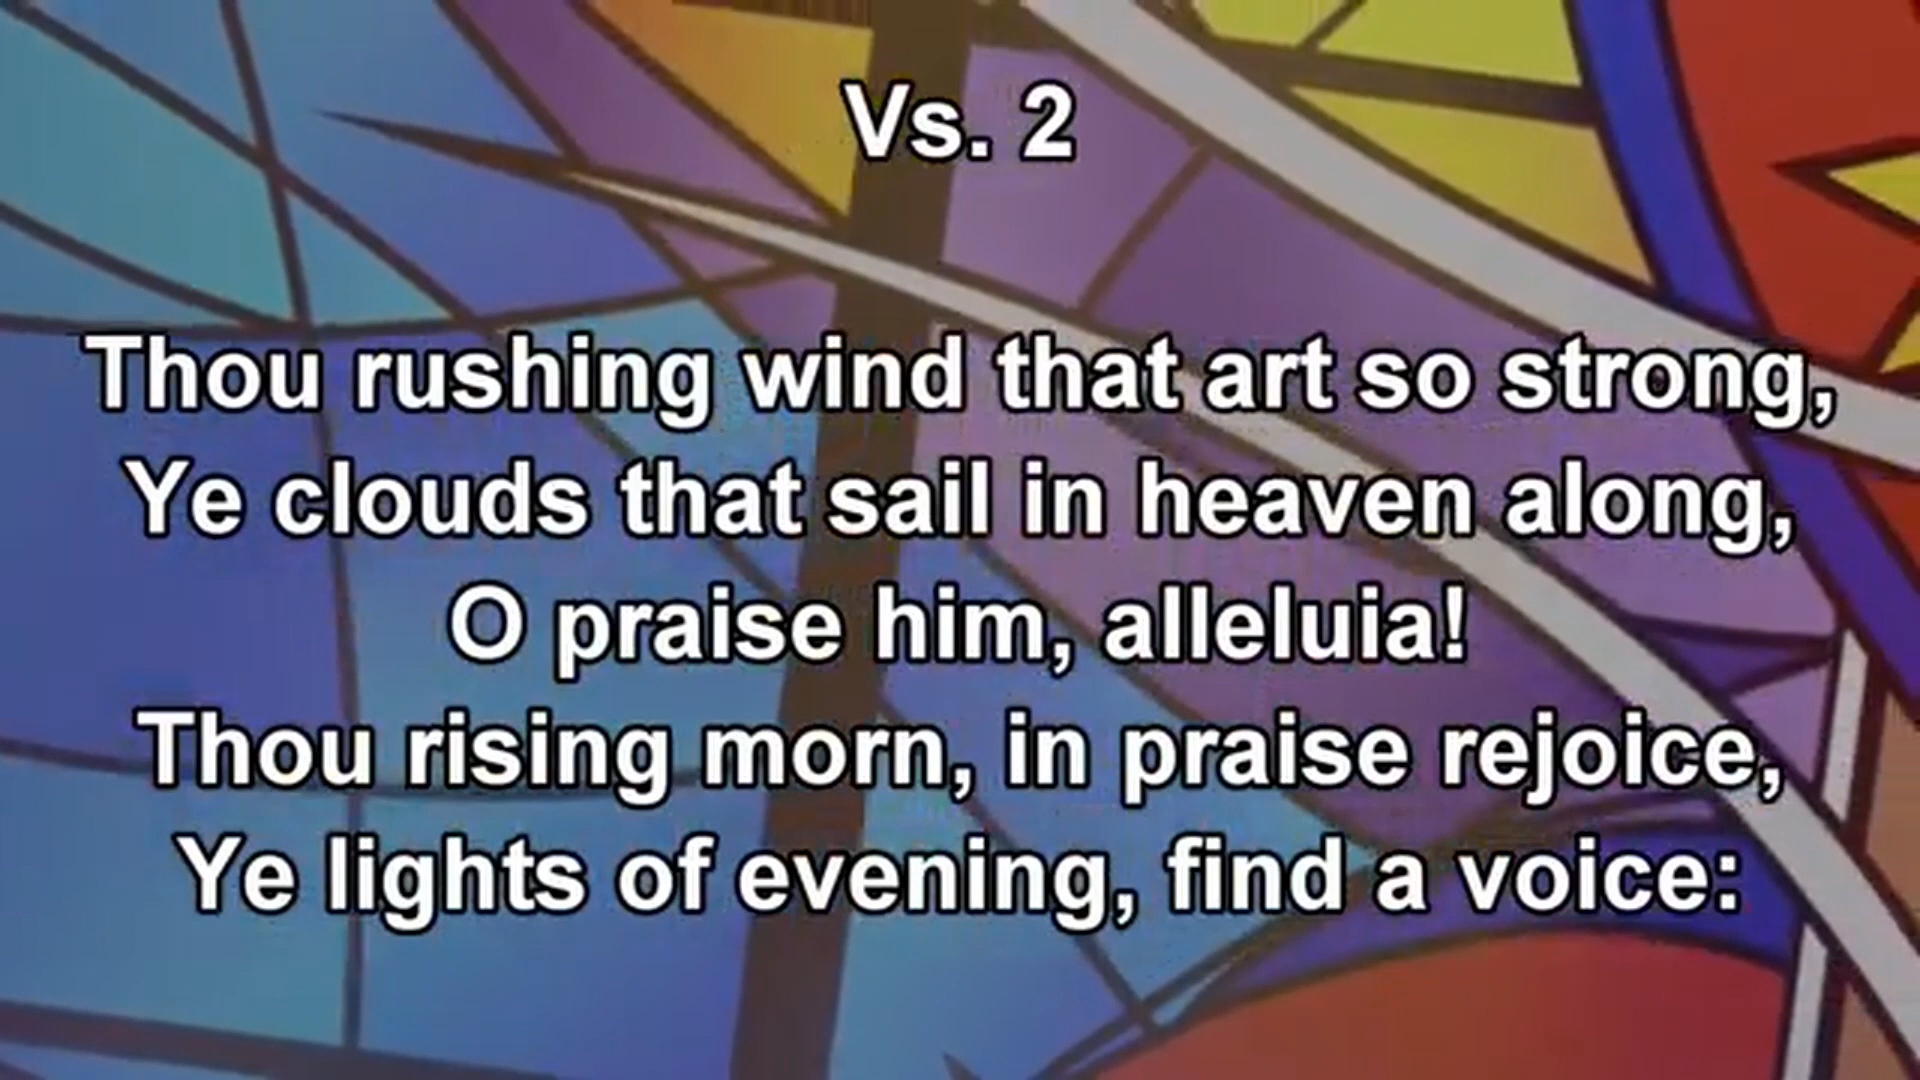 Vs. 2
Thou rushing wind that art so strong,
Ye clouds that sail in heaven along,
O praise him, alleluia!
Thou rising morn, in praise rejoice,
Ye lights of evening, find a voice: